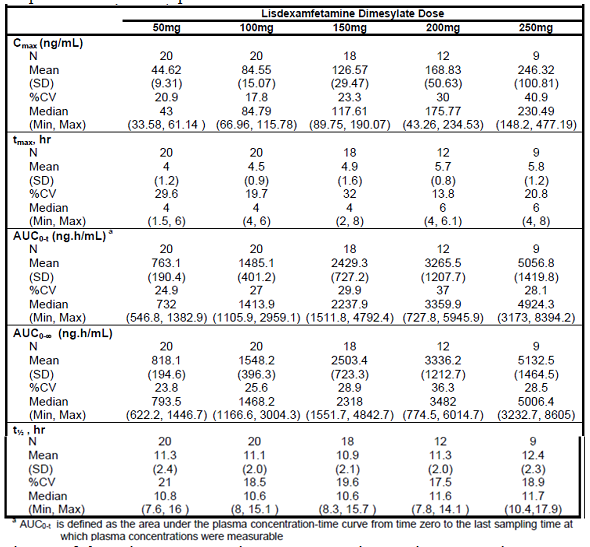 Lisdexamfetamine Dimesylate Dose
50mg 100mg 150mg 200mg 250mg
Cmax (ng/mL)
N 20 20 18 12 9
Mean 44.62 84.55 126.57 168.83 246.32
(SD) (9.31) (15.07) (29.47) (50.63) (100.81)
%CV 20.9 17.8 23.3 30 40.9
Median 43 84.79 117.61 175.77 230.49
(Min, Max) (33.58, 61.14 ) (66.96, 115.78) (89.75, 190.07) (43.26, 234.53) (148.2, 477.19)
tmax, hr
N 20 20 18 12 9
Mean 4 4.5 4.9 5.7 5.8
(SD) (1.2) (0.9) (1.6) (0.8) (1.2)
%CV 29.6 19.7 32 13.8 20.8
Median 4 4 4 6 6
(Min, Max) (1.5, 6) (4, 6) (2, 8) (4, 6.1) (4, 8)
AUC0-t (ng.h/mL) a
N 20 20 18 12 9
Mean 763.1 1485.1 2429.3 3265.5 5056.8
(SD) (190.4) (401.2) (727.2) (1207.7) (1419.8)
%CV 24.9 27 29.9 37 28.1
Median 732 1413.9 2237.9 3359.9 4924.3
(Min, Max) (546.8, 1382.9) (1105.9, 2959.1) (1511.8, 4792.4) (727.8, 5945.9) (3173, 8394.2)
AUC0-∞ (ng.h/mL)
N 20 20 18 12 9
Mean 818.1 1548.2 2503.4 3336.2 5132.5
(SD) (194.6) (396.3) (723.3) (1212.7) (1464.5)
%CV 23.8 25.6 28.9 36.3 28.5
Median 793.5 1468.2 2318 3482 5006.4
(Min, Max) (622.2, 1446.7) (1166.6, 3004.3) (1551.7, 4842.7) (774.5, 6014.7) (3232.7, 8605)
t½ , hr
N 20 20 18 12 9
Mean 11.3 11.1 10.9 11.3 12.4
(SD) (2.4) (2.0) (2.1) (2.0) (2.3)
%CV 21 18.5 19.6 17.5 18.9
Median 10.8 10.6 10.6 11.6 11.7
(Min, Max) (7.6, 16 ) (8, 15.1 ) (8.3, 15.7 ) (7.8, 14.1 ) (10.4,17.9)
a AUC0-t is defined as the area under the plasma concentration-time curve from time zero to the last sampling time at
which plasma concentrations were measurable